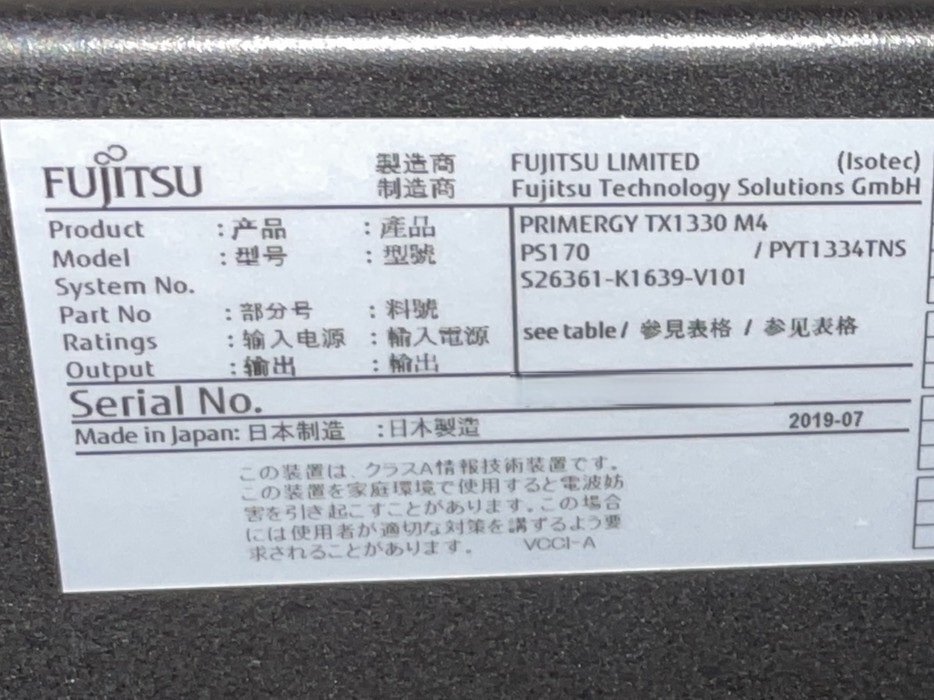 FUJITSU 製造商 FUJITSU LIMITED (Isotec)
制造商 Fujitsu Technology Solutions GmbH
Product :产品 :產品 PRIMERGY TX1330 M4
Model :型号 :型號 PS170 / PYT1334TNS
System No. S26361-K1639-V101
Part No :部分号 :料號
Ratings :输入电源 :輸入電源 see table / 參見表格 / 参见表格
Output :输出 :輸出
Serial No.
Made in Japan: 日本制造 :日本製造 2019-07
この装置は、クラスA情報技術装置です。
この装置を家庭環境で使用すると電波妨
害を引き起こすことがあります。この場合
には使用者が適切な対策を講ずるよう要
求されることがあります。 VCCI-A